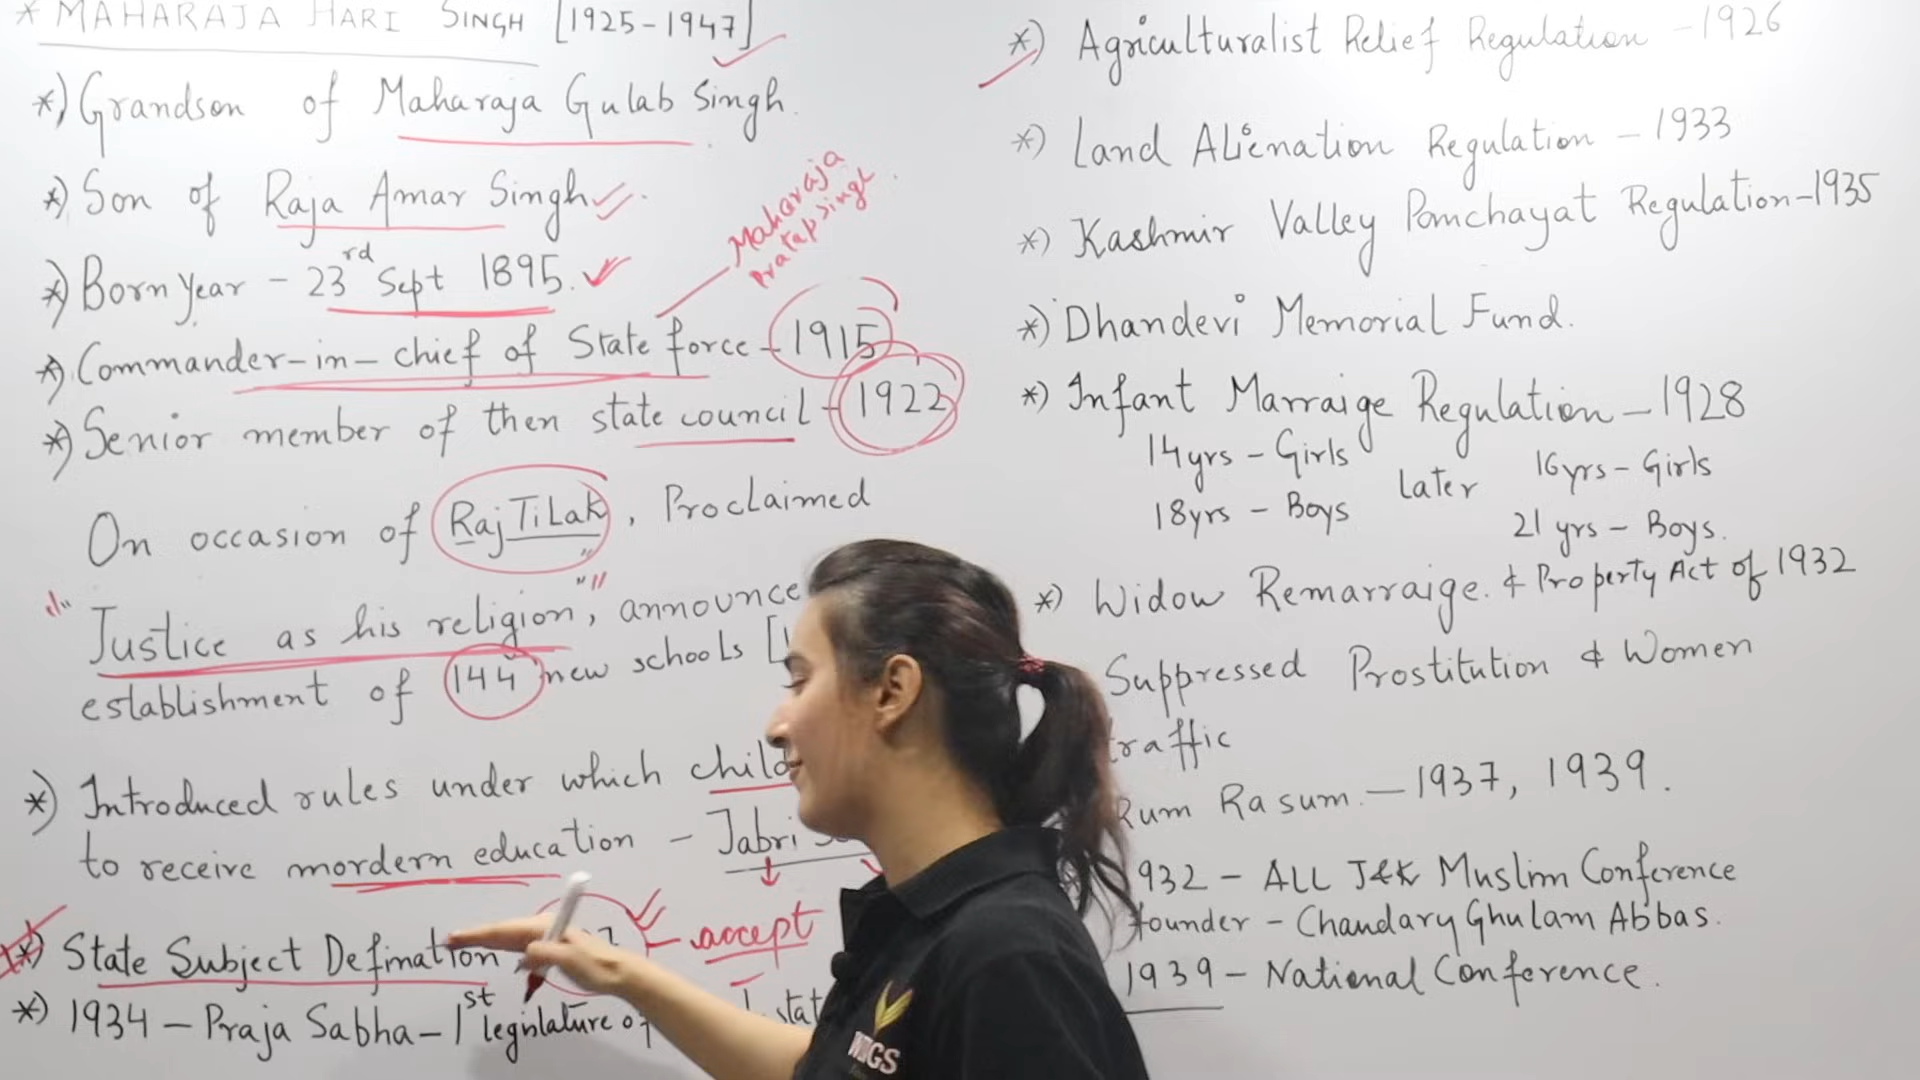 * MAHARAJA HARI SINGH [1925-1947]
*) Grandson of Maharaja Gulab Singh.
*) Son of Raja Amar Singh
*) Born year - 23rd Sept 1895.
*) Commander-in-chief of State force - 1915
Maharaja
Pratap Singh
*) Senior member of then state council - 1922
On occasion of Raj TiLak, Proclaimed
"Justice as his religion", announce
establishment of 144 new schools [
*) Introduced rules under which child
to receive mordern education - Jabri
*) State Subject Defination
accept
*) 1934 - Praja Sabha - 1st legislature of
stat
*) Agriculturalist Relief Regulation - 1926
*) Land Alienation Regulation - 1933
*) Kashmir Valley Panchayat Regulation - 1935
*) Dhandevi Memorial Fund.
*) Infant Marraige Regulation - 1928
14yrs - Girls
18yrs - Boys
Later
16yrs - Girls
21 yrs - Boys.
*) Widow Remarraige. & Property Act of 1932
Suppressed Prostitution & Women
traffic
Rum Rasum. - 1937, 1939.
932 - ALL J&K Muslim Conference
founder - Chaudary Ghulam Abbas.
1939 - National Conference.
WINGS